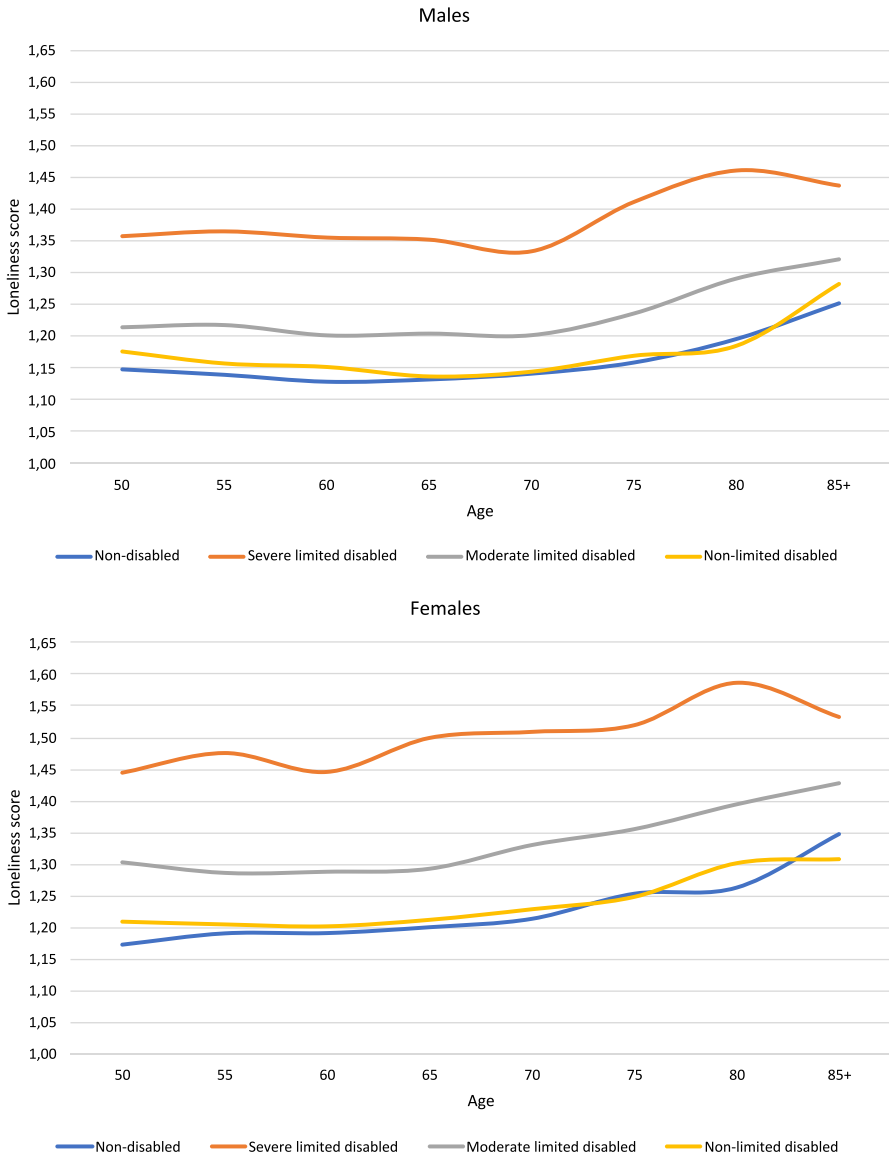 Males
1,65
1,60
1,55
1,50
1,45
1,40
1,35
1,30
1,25
1,20
1,15
1,10
1,05
1,00
Loneliness score
50 55 60 65 70 75 80 85+
Age
Non-disabled Severe limited disabled Moderate limited disabled Non-limited disabled
Females
1,65
1,60
1,55
1,50
1,45
1,40
1,35
1,30
1,25
1,20
1,15
1,10
1,05
1,00
Loneliness score
50 55 60 65 70 75 80 85+
Age
Non-disabled Severe limited disabled Moderate limited disabled Non-limited disabled